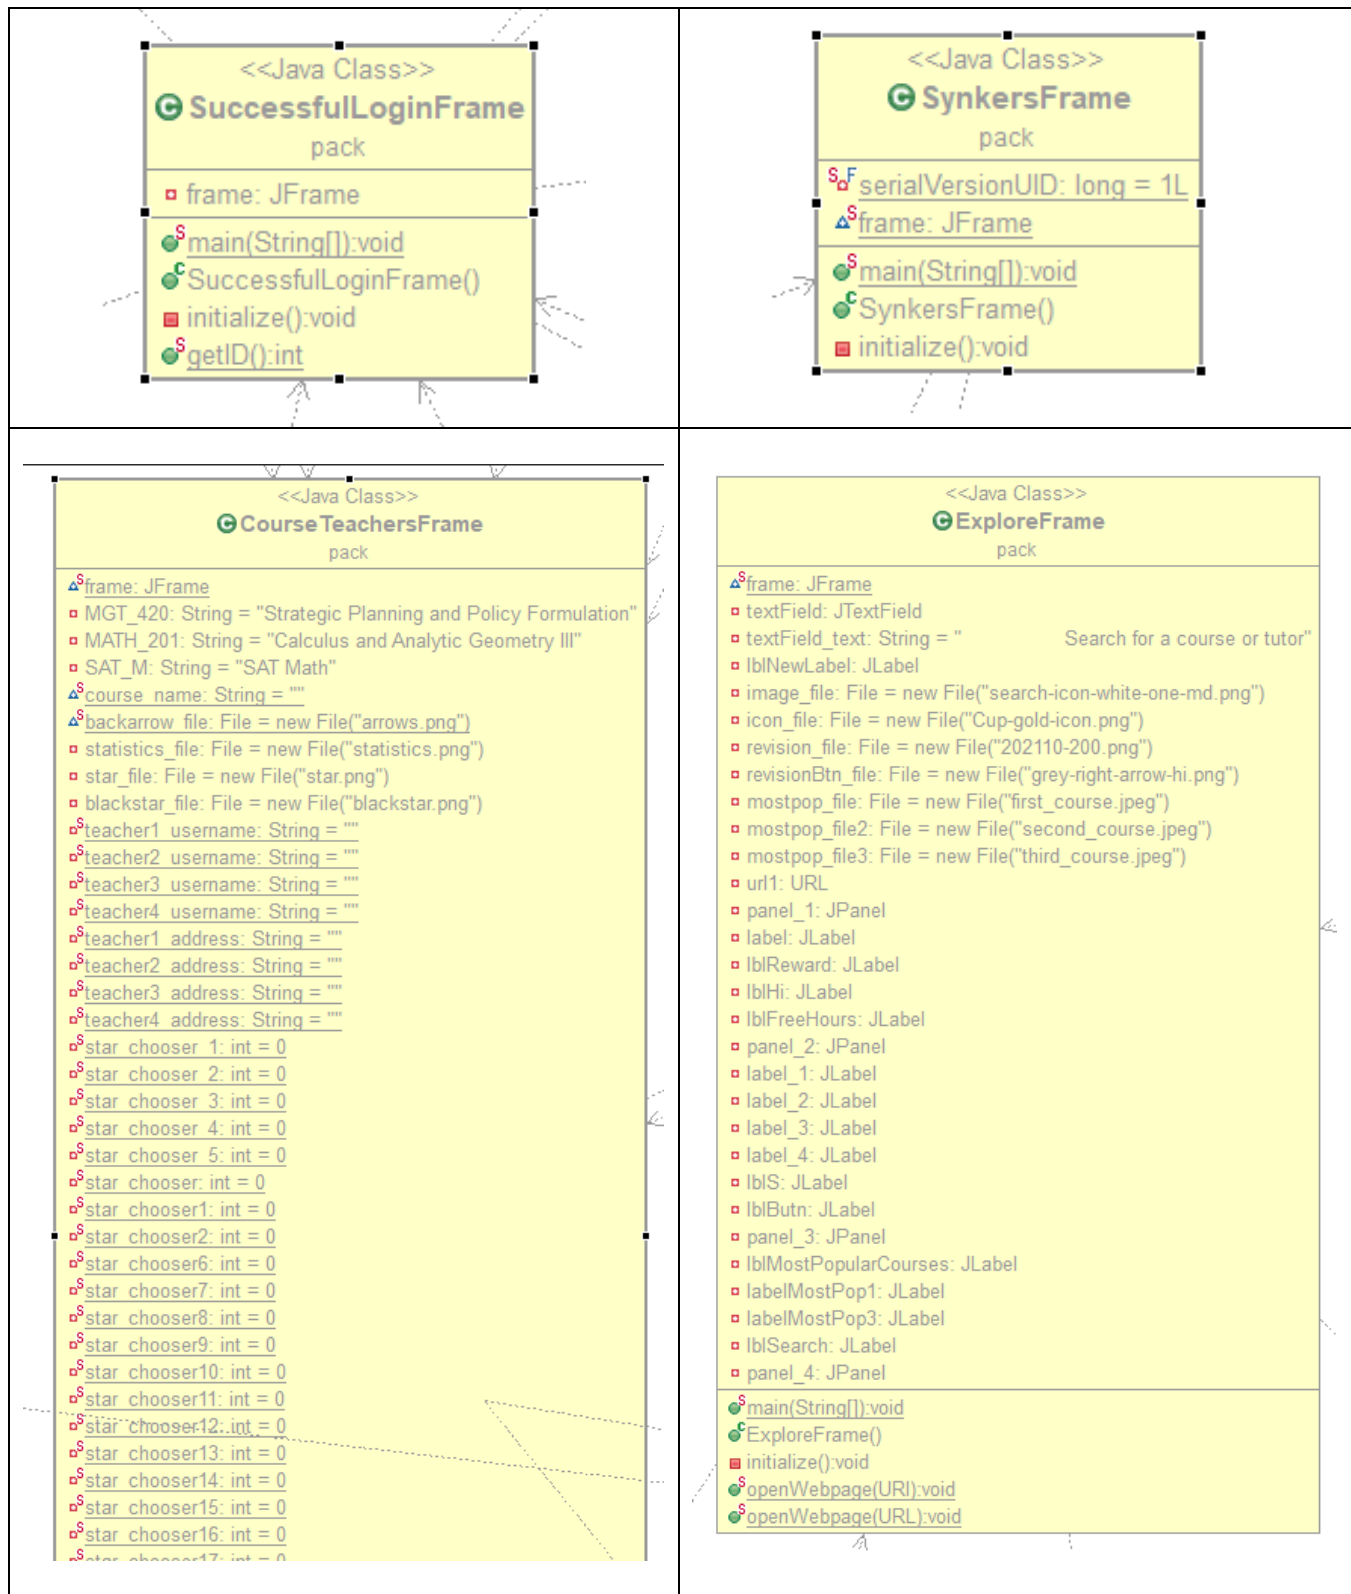 <<Java Class>>
SuccessfulLoginFrame
pack
frame: JFrame
main(String[]):void
SuccessfulLoginFrame()
initialize():void
getID():int
<<Java Class>>
SynkersFrame
pack
serialVersionUID: long = 1L
frame: JFrame
main(String[]):void
SynkersFrame()
initialize():void
<<Java Class>>
CourseTeachersFrame
pack
frame: JFrame
MGT_420: String = "Strategic Planning and Policy Formulation"
MATH_201: String = "Calculus and Analytic Geometry III"
SAT_M: String = "SAT Math"
course_name: String = ""
backarrow_file: File = new File("arrows.png")
statistics_file: File = new File("statistics.png")
star_file: File = new File("star.png")
blackstar_file: File = new File("blackstar.png")
teacher1_username: String = ""
teacher2_username: String = ""
teacher3_username: String = ""
teacher4_username: String = ""
teacher1_address: String = ""
teacher2_address: String = ""
teacher3_address: String = ""
teacher4_address: String = ""
star_chooser_1: int = 0
star_chooser_2: int = 0
star_chooser_3: int = 0
star_chooser_4: int = 0
star_chooser_5: int = 0
star_chooser: int = 0
star_chooser1: int = 0
star_chooser2: int = 0
star_chooser6: int = 0
star_chooser7: int = 0
star_chooser8: int = 0
star_chooser9: int = 0
star_chooser10: int = 0
star_chooser11: int = 0
star_chooser12: int = 0
star_chooser13: int = 0
star_chooser14: int = 0
star_chooser15: int = 0
star_chooser16: int = 0
star_chooser17: int = 0
<<Java Class>>
ExploreFrame
pack
frame: JFrame
textField: JTextField
textField_text: String = " Search for a course or tutor"
lblNewLabel: JLabel
image_file: File = new File("search-icon-white-one-md.png")
icon_file: File = new File("Cup-gold-icon.png")
revision_file: File = new File("202110-200.png")
revisionBtn_file: File = new File("grey-right-arrow-hi.png")
mostpop_file: File = new File("first_course.jpeg")
mostpop_file2: File = new File("second_course.jpeg")
mostpop_file3: File = new File("third_course.jpeg")
url1: URL
panel_1: JPanel
label: JLabel
lblReward: JLabel
lblHi: JLabel
lblFreeHours: JLabel
panel_2: JPanel
label_1: JLabel
label_2: JLabel
label_3: JLabel
label_4: JLabel
lblS: JLabel
lblButn: JLabel
panel_3: JPanel
lblMostPopularCourses: JLabel
labelMostPop1: JLabel
labelMostPop3: JLabel
lblSearch: JLabel
panel_4: JPanel
main(String[]):void
ExploreFrame()
initialize():void
openWebpage(URI):void
openWebpage(URL):void